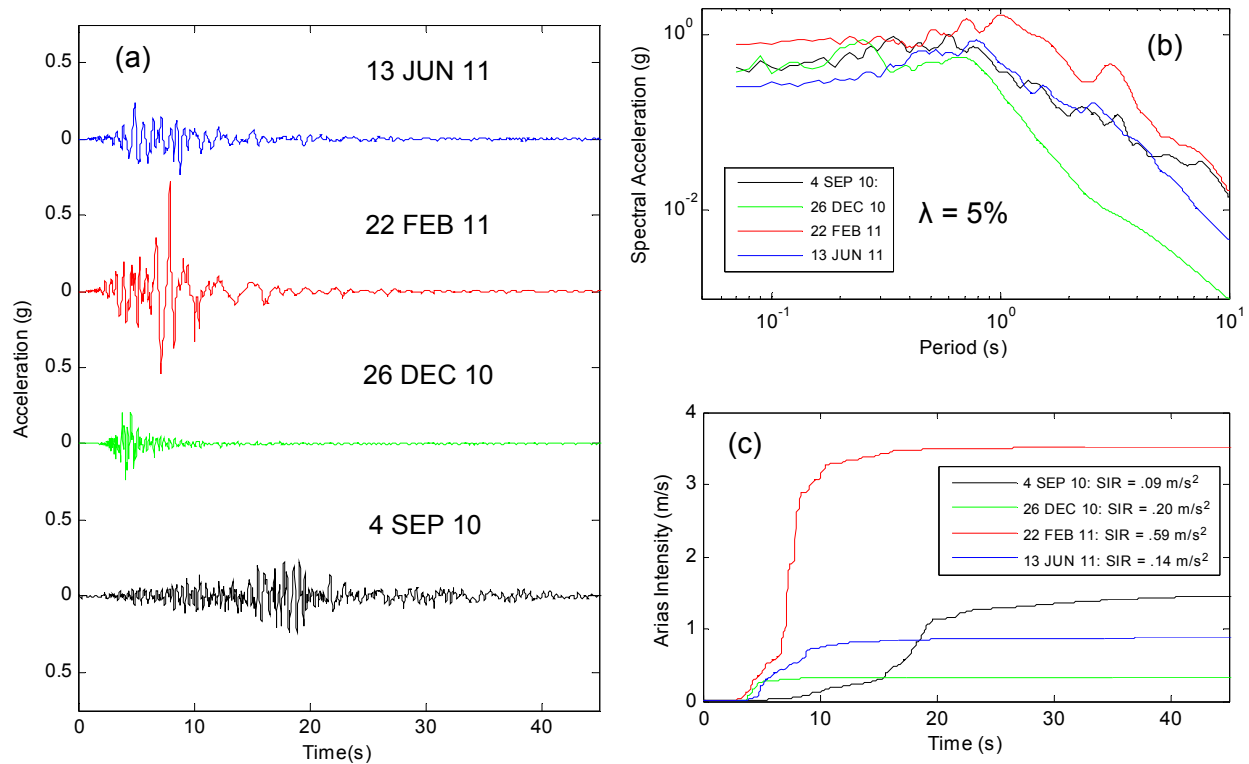 (a)
13 JUN 11
22 FEB 11
26 DEC 10
4 SEP 10
0.5
0
0.5
0
0.5
0
0.5
0
0.5
Acceleration (g)
0 10 20 30 40
Time(s)
(b)
10^0
10^-2
Spectral Acceleration (g)
4 SEP 10:
26 DEC 10
22 FEB 11
13 JUN 11
λ = 5%
10^-1 10^0 10^1
Period (s)
(c)
4
3
2
1
0
Arias Intensity (m/s)
4 SEP 10: SIR = .09 m/s²
26 DEC 10: SIR = .20 m/s²
22 FEB 11: SIR = .59 m/s²
13 JUN 11: SIR = .14 m/s²
0 10 20 30 40
Time (s)